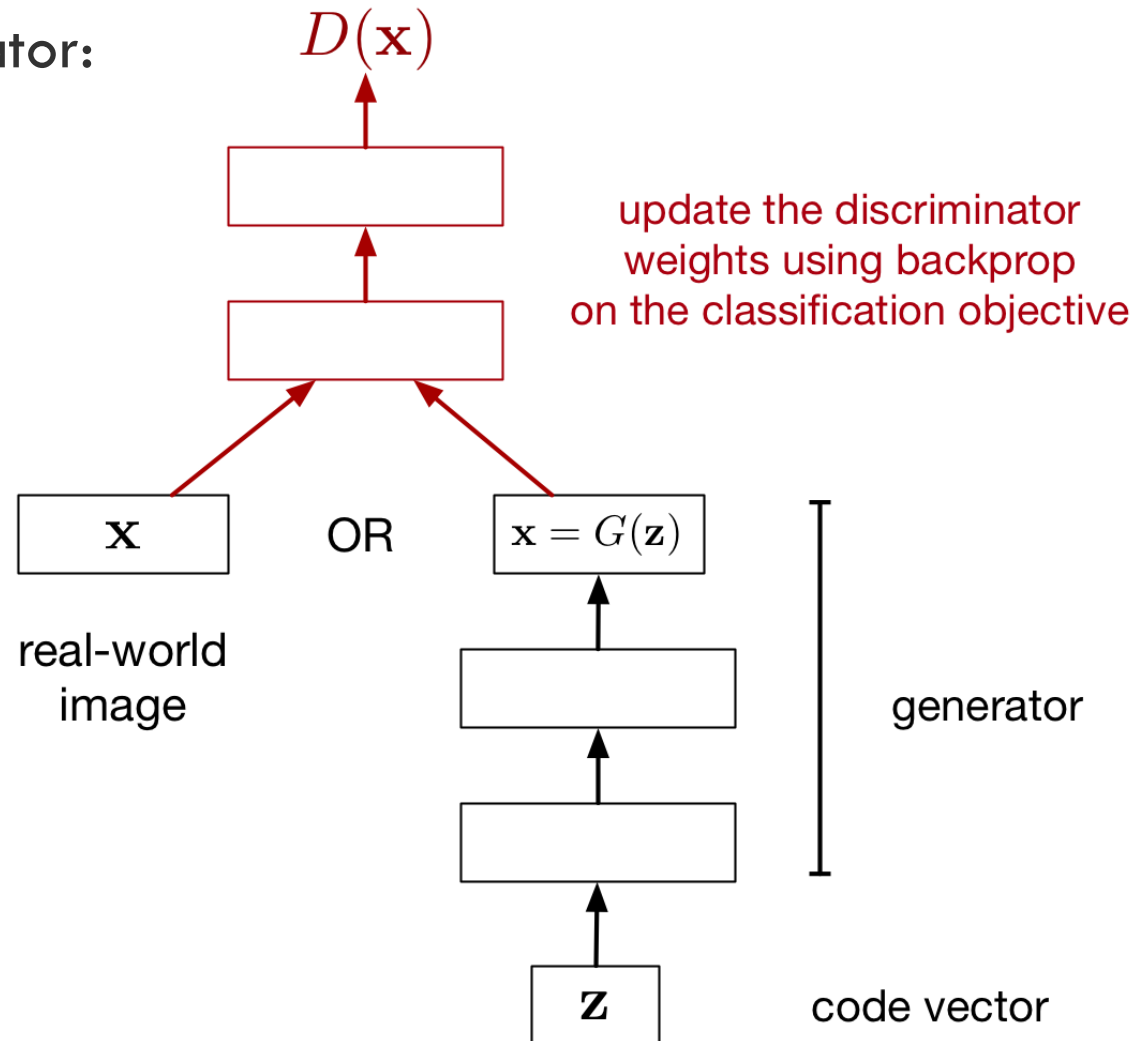 ator:
D(x)
update the discriminator
weights using backprop
on the classification objective
x
OR
x = G(z)
real-world
image
generator
z
code vector